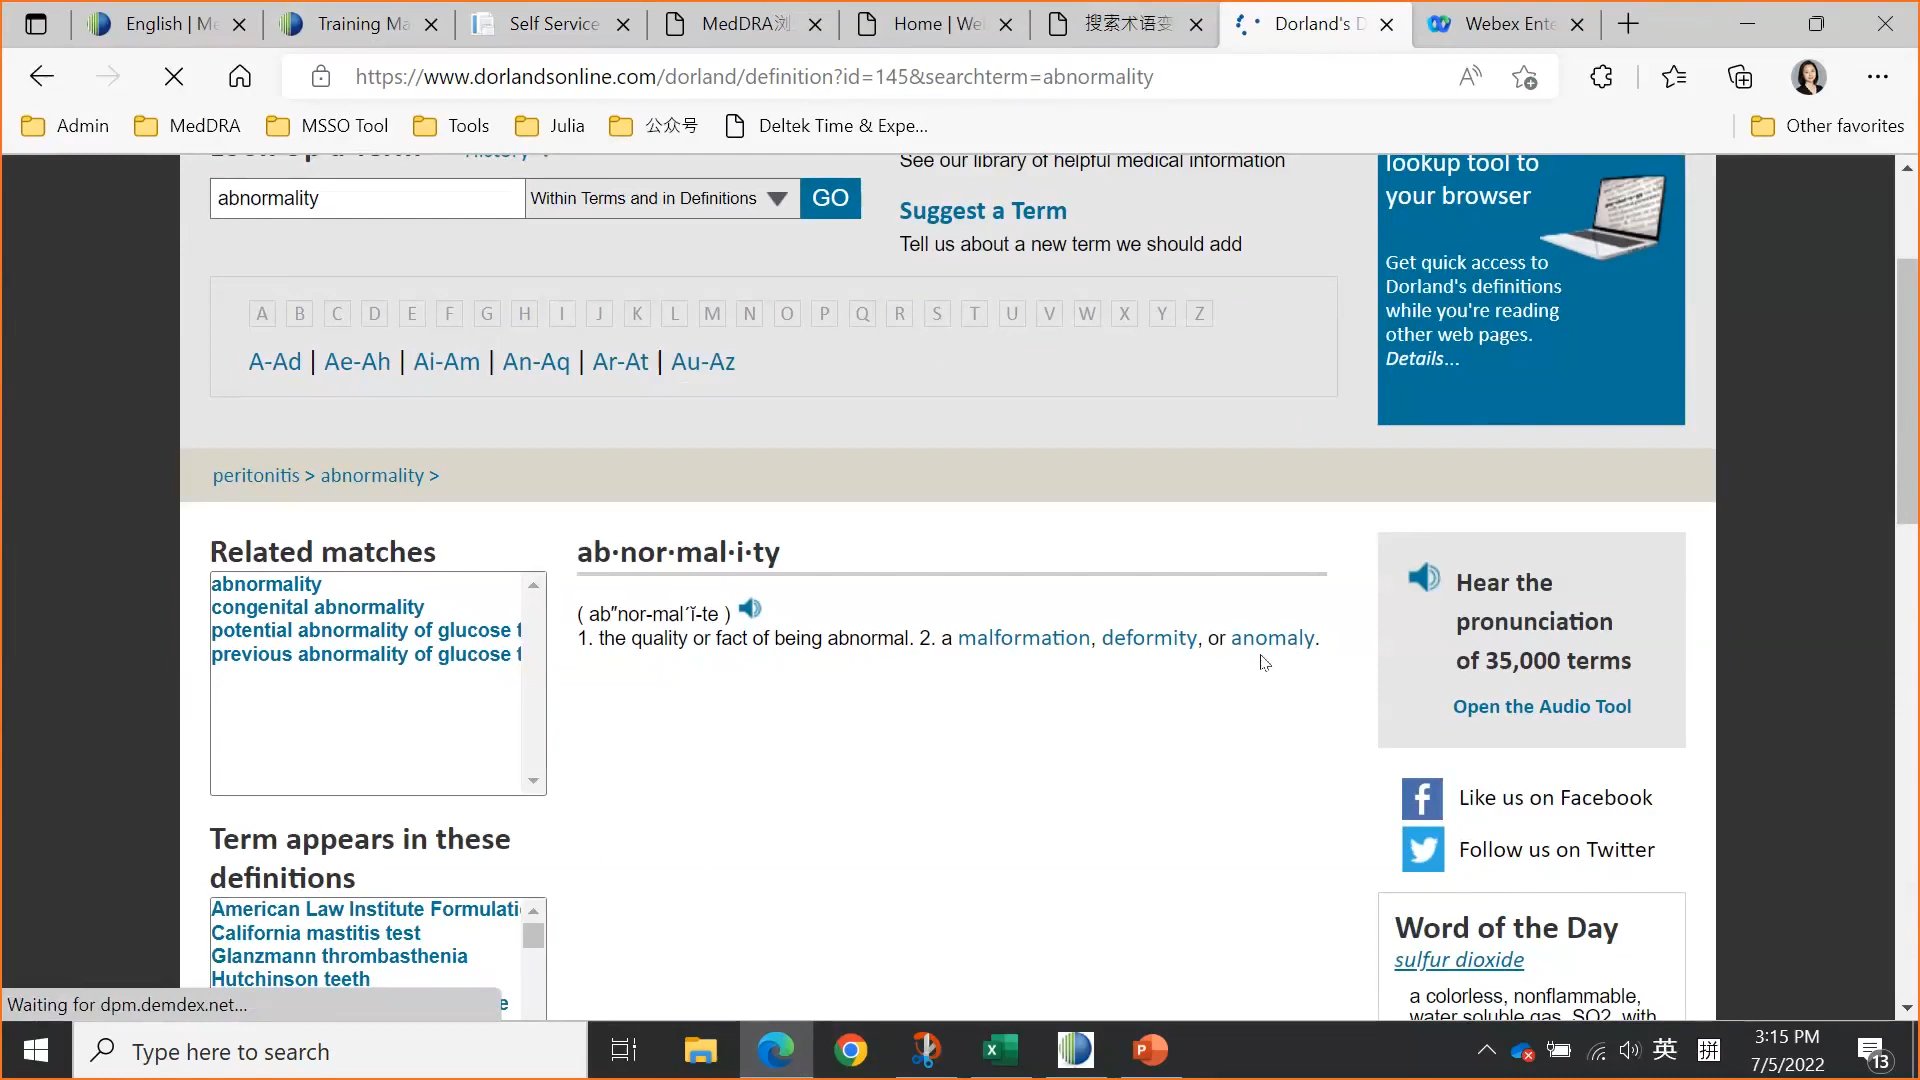 English | Me
Training Ma
Self Service
MedDRA浏
Home | We
搜索术语变
Dorland's D
Webex Ente
https://www.dorlandsonline.com/dorland/definition?id=145&searchterm=abnormality
Admin
MedDRA
MSSO Tool
Tools
Julia
公众号
Deltek Time & Expe...
Other favorites
History
See our library of helpful medical information
abnormality
Within Terms and in Definitions
GO
Suggest a Term
Tell us about a new term we should add
lookup tool to
your browser
Get quick access to
Dorland's definitions
while you're reading
other web pages.
Details...
A B C D E F G H I J K L M N O P Q R S T U V W X Y Z
A-Ad | Ae-Ah | Ai-Am | An-Aq | Ar-At | Au-Az
peritonitis > abnormality >
Related matches
abnormality
congenital abnormality
potential abnormality of glucose t
previous abnormality of glucose t
ab·nor·mal·i·ty
( ab″nor-mal´ĭ-te )
1. the quality or fact of being abnormal. 2. a malformation, deformity, or anomaly.
Hear the
pronunciation
of 35,000 terms
Open the Audio Tool
Like us on Facebook
Follow us on Twitter
Term appears in these
definitions
American Law Institute Formulati
California mastitis test
Glanzmann thrombasthenia
Hutchinson teeth
e
Word of the Day
sulfur dioxide
a colorless, nonflammable,
water soluble gas, SO2, with
Waiting for dpm.demdex.net...
Type here to search
英
拼
3:15 PM
7/5/2022
13